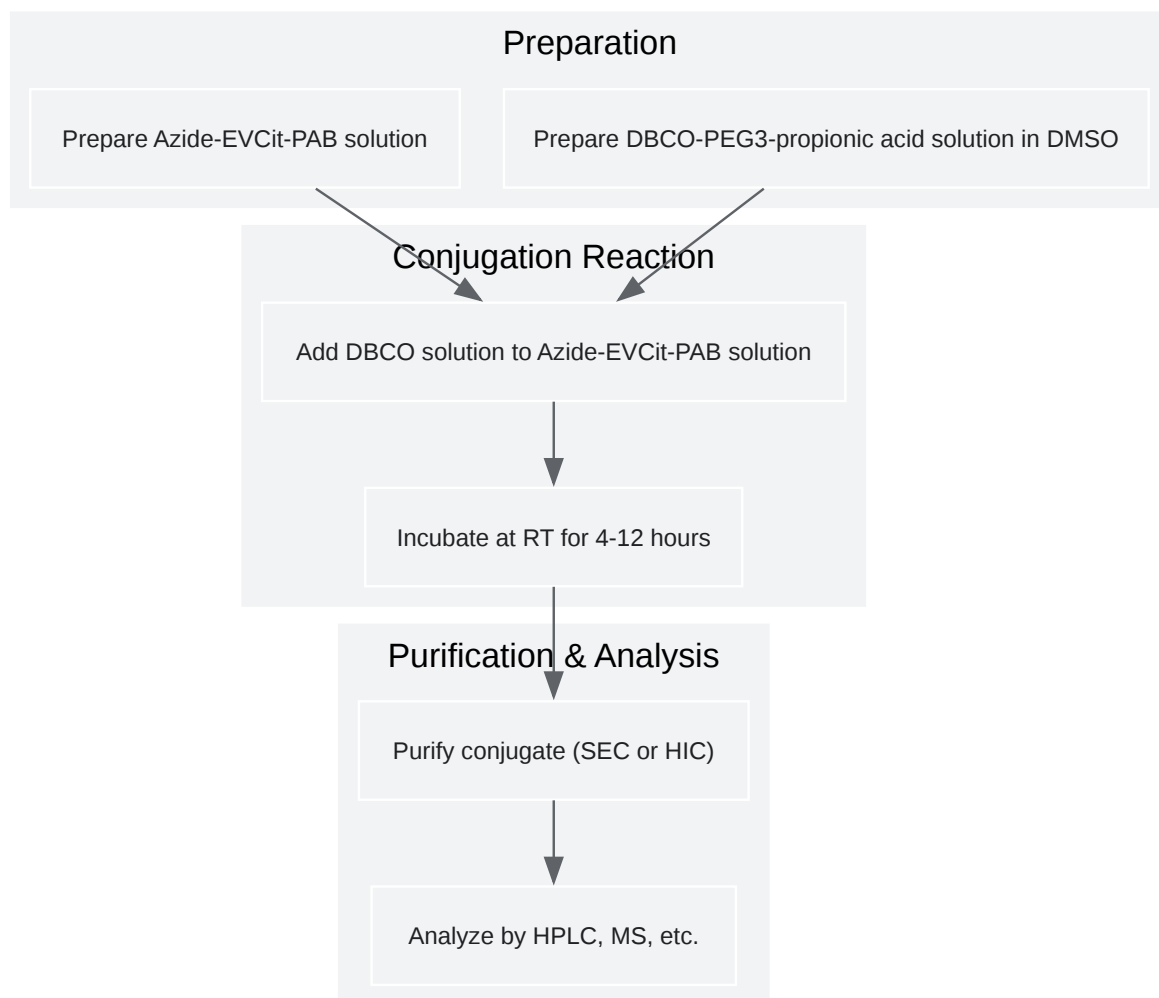 Preparation
Prepare Azide-EVCit-PAB solution
Prepare DBCO-PEG3-propionic acid solution in DMSO
Conjugation Reaction
Add DBCO solution to Azide-EVCit-PAB solution
Incubate at RT for 4-12 hours
Purification & Analysis
Purify conjugate (SEC or HIC)
Analyze by HPLC, MS, etc.